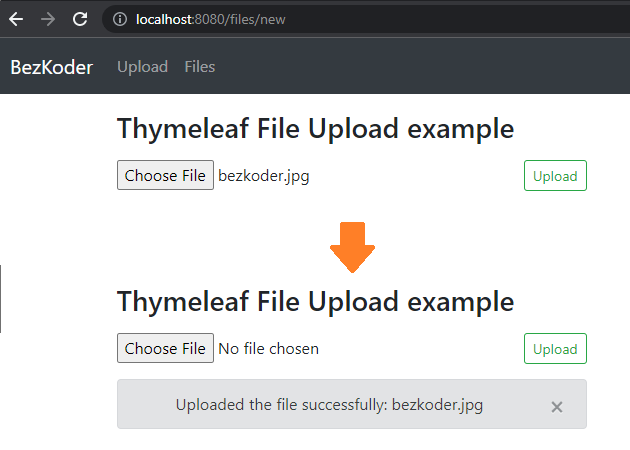 localhost:8080/files/new
BezKoder Upload Files
Thymeleaf File Upload example
Choose File bezkoder.jpg Upload
Thymeleaf File Upload example
Choose File No file chosen Upload
Uploaded the file successfully: bezkoder.jpg ×